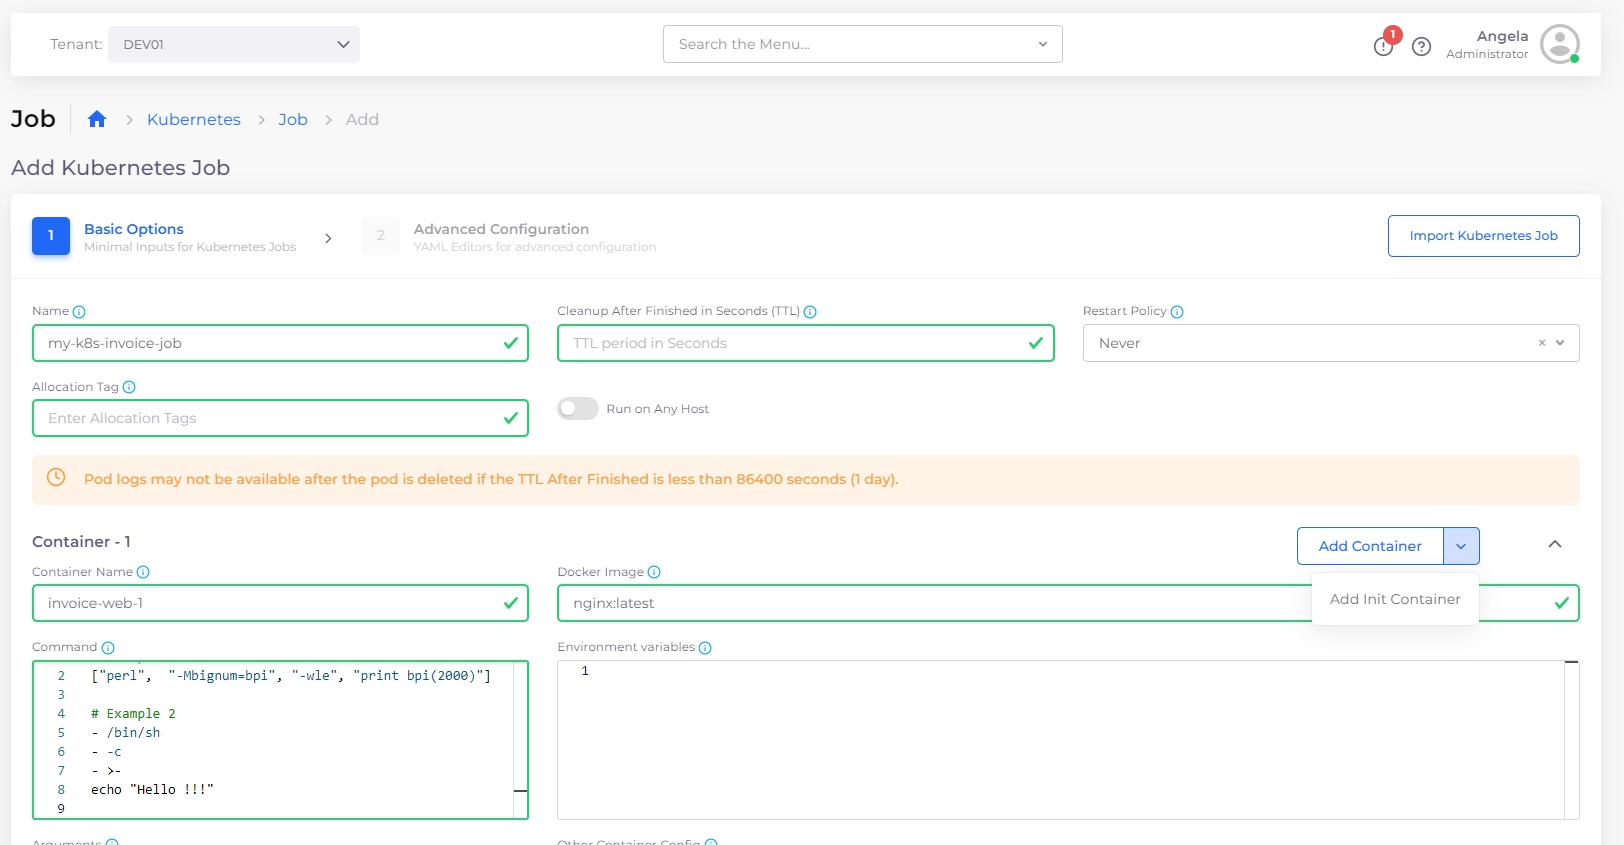 Tenant: DEV01 Search the Menu... 1 Angela
Administrator
Job > Kubernetes > Job > Add
Add Kubernetes Job
1 Basic Options
Minimal Inputs for Kubernetes Jobs
2 Advanced Configuration
YAML Editors for advanced configuration
Import Kubernetes Job
Name
my-k8s-invoice-job
Cleanup After Finished in Seconds (TTL)
TTL period in Seconds
Restart Policy
Never
Allocation Tag
Enter Allocation Tags
Run on Any Host
Pod logs may not be available after the pod is deleted if the TTL After Finished is less than 86400 seconds (1 day).
Container - 1
Add Container
Add Init Container
Container Name
invoice-web-1
Docker Image
nginx:latest
Command
2 ["perl", "-Mbignum=bpi", "-wle", "print bpi(2000)"]
3
4 # Example 2
5 - /bin/sh
6 - -c
7 - >-
8 echo "Hello !!!"
9
Environment variables
1
Arguments
Other Container Config